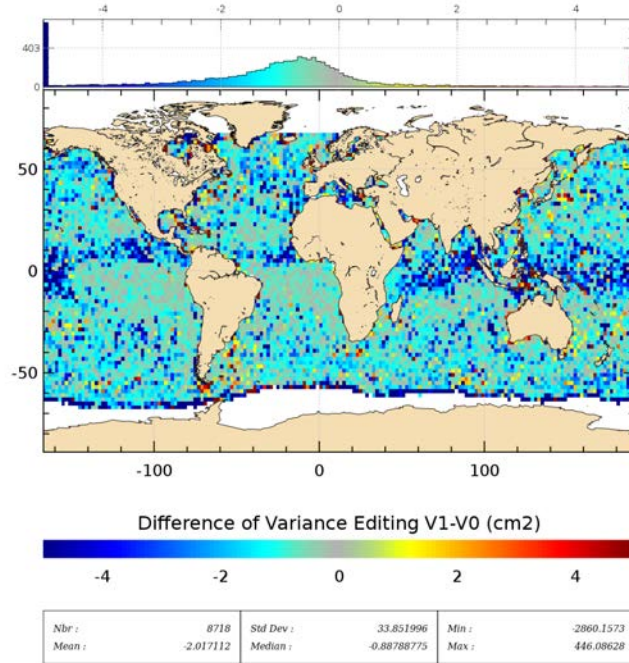 -4 -2 0 2 4
403
0
50
0
-50
-100 0 100
Difference of Variance Editing V1-V0 (cm2)
-4 -2 0 2 4
Nbr : 8718 Std Dev : 33.851996 Min : -2860.1573
Mean : -2.017112 Median : -0.88788775 Max : 446.08628